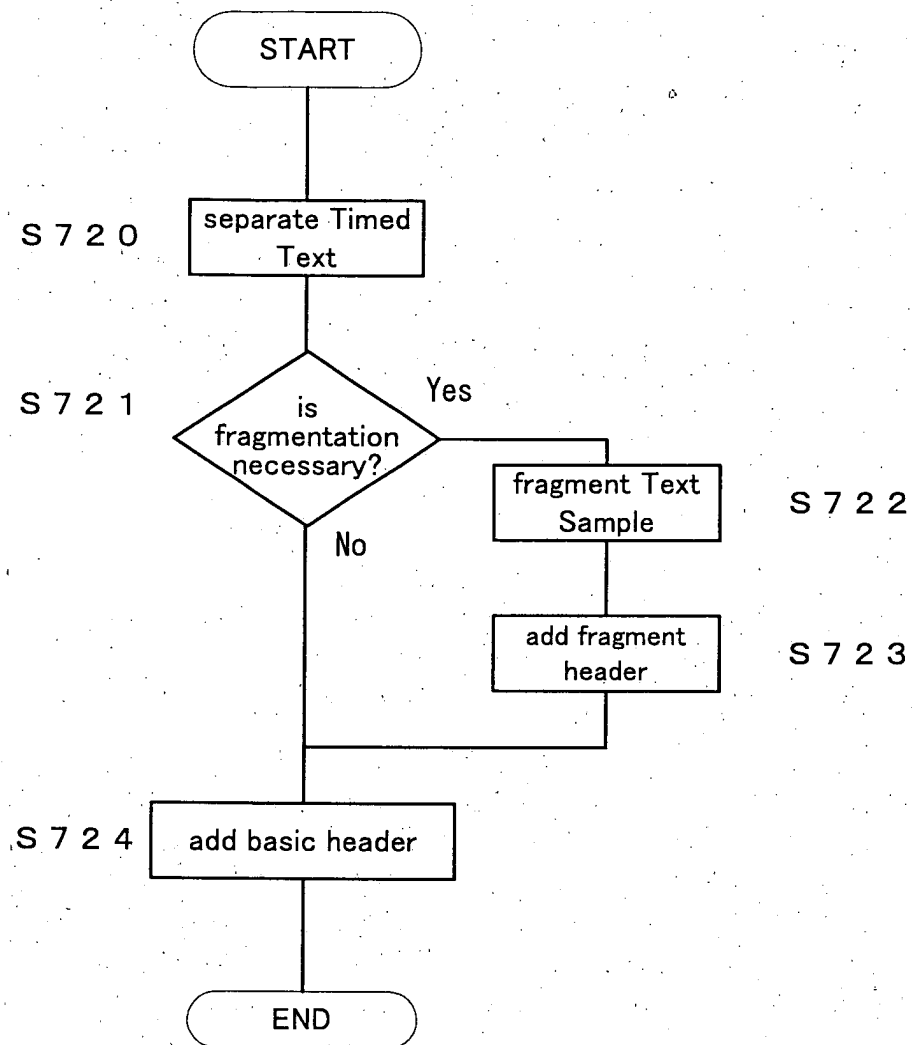 START
S720
separate Timed
Text
S721
is
fragmentation
necessary?
Yes
No
fragment Text
Sample
S722
add fragment
header
S723
S724
add basic header
END